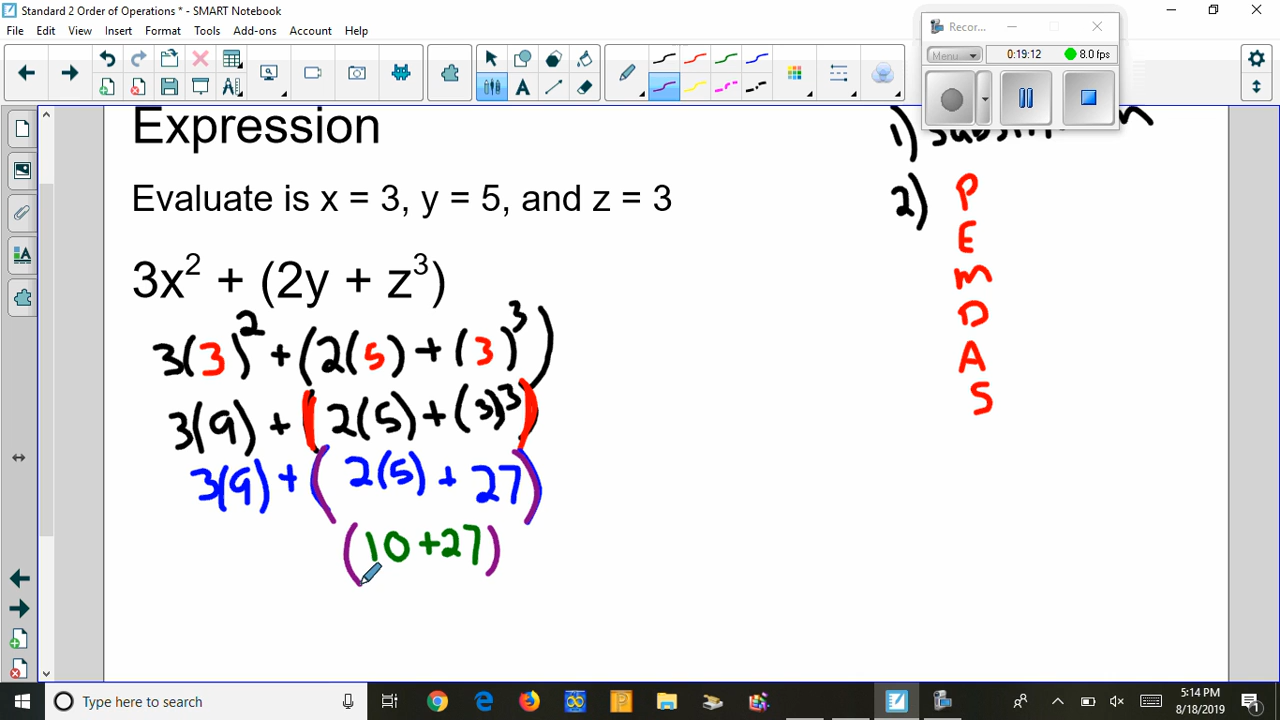 Standard 2 Order of Operations * - SMART Notebook
File Edit View Insert Format Tools Add-ons Account Help
Recor...
Menu 0:19:12 8.0 fps
Expression
Evaluate is x = 3, y = 5, and z = 3
3x² + (2y + z³)
3(3)² + (2(5) + (3)³)
3(9) + (2(5) + (3)³)
3(9) + (2(5) + 27)
(10 + 27)
1)
2) P
E
M
D
A
S
Type here to search
5:14 PM
8/18/2019
1